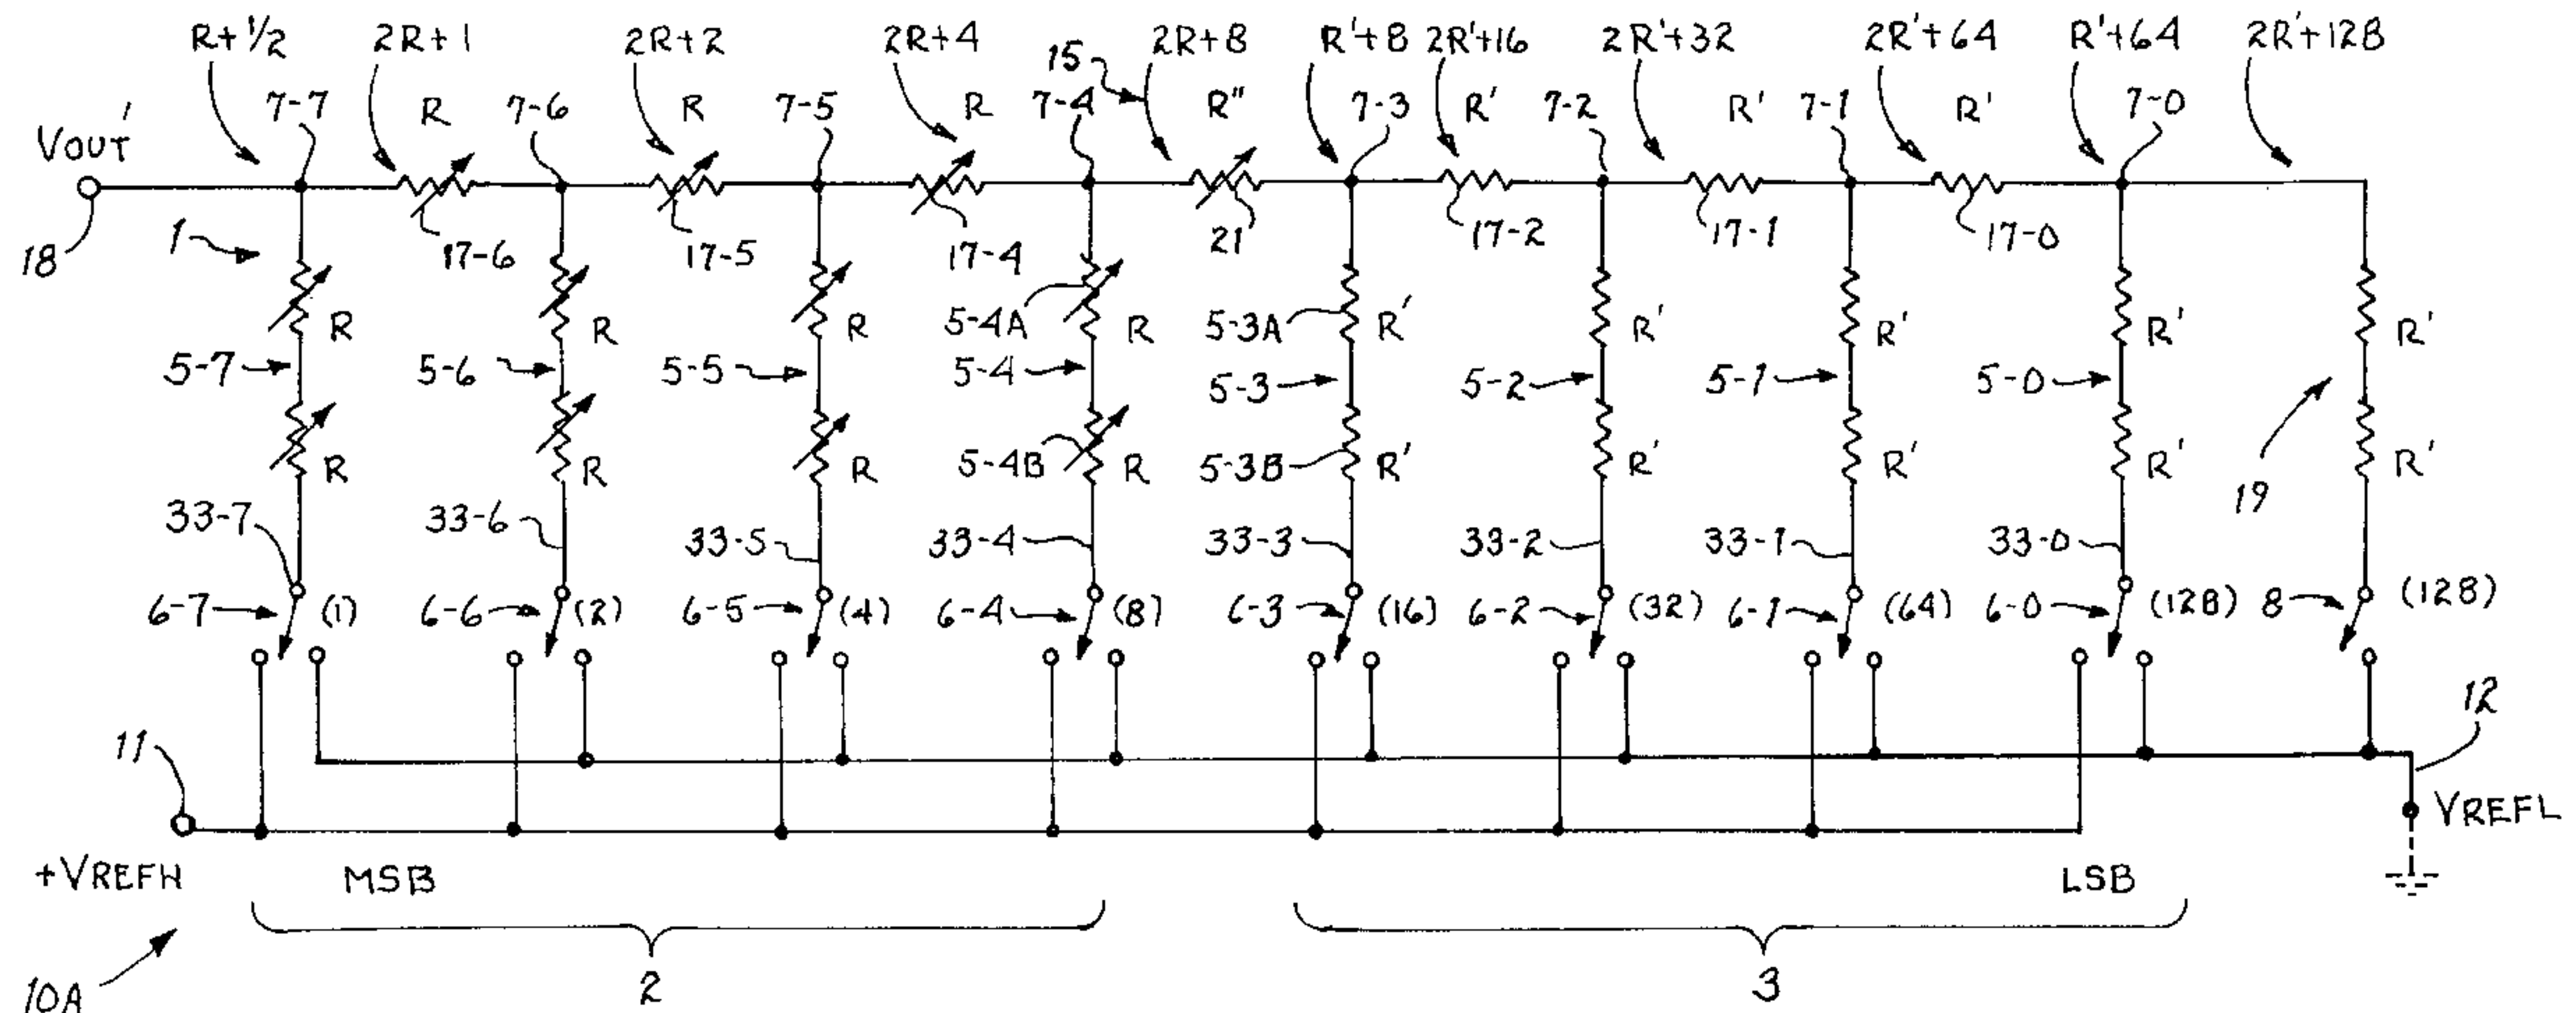 R+1/2 2R+1 2R+2 2R+4 15 2R+8 R'+8 2R'+16 2R'+32 2R'+64 R'+64 2R'+128
7-7 R 7-6 R 7-5 R 7-4 R" 7-3 R' 7-2 R' 7-1 R' 7-0
VOUT'
18 1 17-6 17-5 17-4 21 17-2 17-1 17-0
R R R 5-4A R 5-3A R' R' R' R' R'
5-7 5-6 5-5 5-4 5-3 5-2 5-1 5-0
R R R 5-4B R 5-3B R' R' R' R' 19 R'
33-7 33-6 33-5 33-4 33-3 33-2 33-1 33-0
6-7 (1) 6-6 (2) 6-5 (4) 6-4 (8) 6-3 (16) 6-2 (32) 6-1 (64) 6-0 (128) 8 (128)
11 12
VREFL
+VREFH MSB LSB
10A 2 3